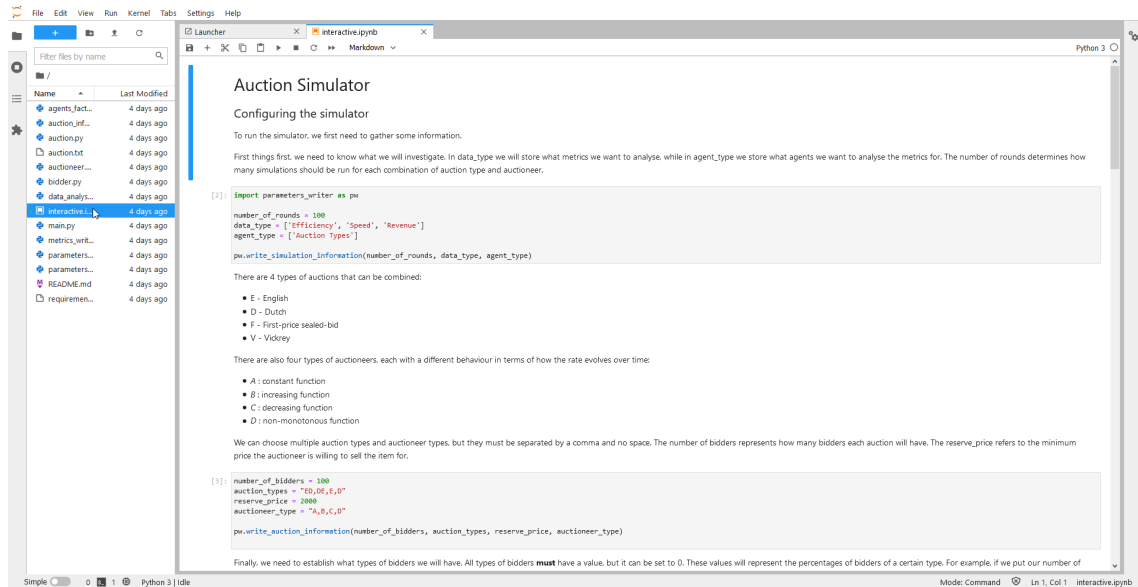 File Edit View Run Kernel Tabs Settings Help
Filter files by name
/
Name Last Modified
agents_fact... 4 days ago
auction_inf... 4 days ago
auction.py 4 days ago
auction.txt 4 days ago
auctioneer.... 4 days ago
bidder.py 4 days ago
data_analys... 4 days ago
interactive.i... 4 days ago
main.py 4 days ago
metrics_writ... 4 days ago
parameters... 4 days ago
parameters... 4 days ago
README.md 4 days ago
requiremen... 4 days ago
Launcher interactive.ipynb
Markdown Python 3
Auction Simulator
Configuring the simulator
To run the simulator, we first need to gather some information.
First things first, we need to know what we will investigate. In data_type we will store what metrics we want to analyse, while in agent_type we store what agents we want to analyse the metrics for. The number of rounds determines how
many simulations should be run for each combination of auction type and auctioneer.
[2]: import parameters_writer as pw
number_of_rounds = 100
data_type = ['Efficiency', 'Speed', 'Revenue']
agent_type = ['Auction Types']
pw.write_simulation_information(number_of_rounds, data_type, agent_type)
There are 4 types of auctions that can be combined:
• E - English
• D - Dutch
• F - First-price sealed-bid
• V - Vickrey
There are also four types of auctioneers, each with a different behaviour in terms of how the rate evolves over time:
• A : constant function
• B : increasing function
• C : decreasing function
• D : non-monotonous function
We can choose multiple auction types and auctioneer types, but they must be separated by a comma and no space. The number of bidders represents how many bidders each auction will have. The reserve_price refers to the minimum
price the auctioneer is willing to sell the item for.
[3]: number_of_bidders = 100
auction_types = "ED,DE,E,D"
reserve_price = 2000
auctioneer_type = "A,B,C,D"
pw.write_auction_information(number_of_bidders, auction_types, reserve_price, auctioneer_type)
Finally, we need to establish what types of bidders we will have. All types of bidders must have a value, but it can be set to 0. These values will represent the percentages of bidders of a certain type. For example, if we put our number of
Simple 0 1 Python 3 | Idle Mode: Command Ln 1, Col 1 interactive.ipynb